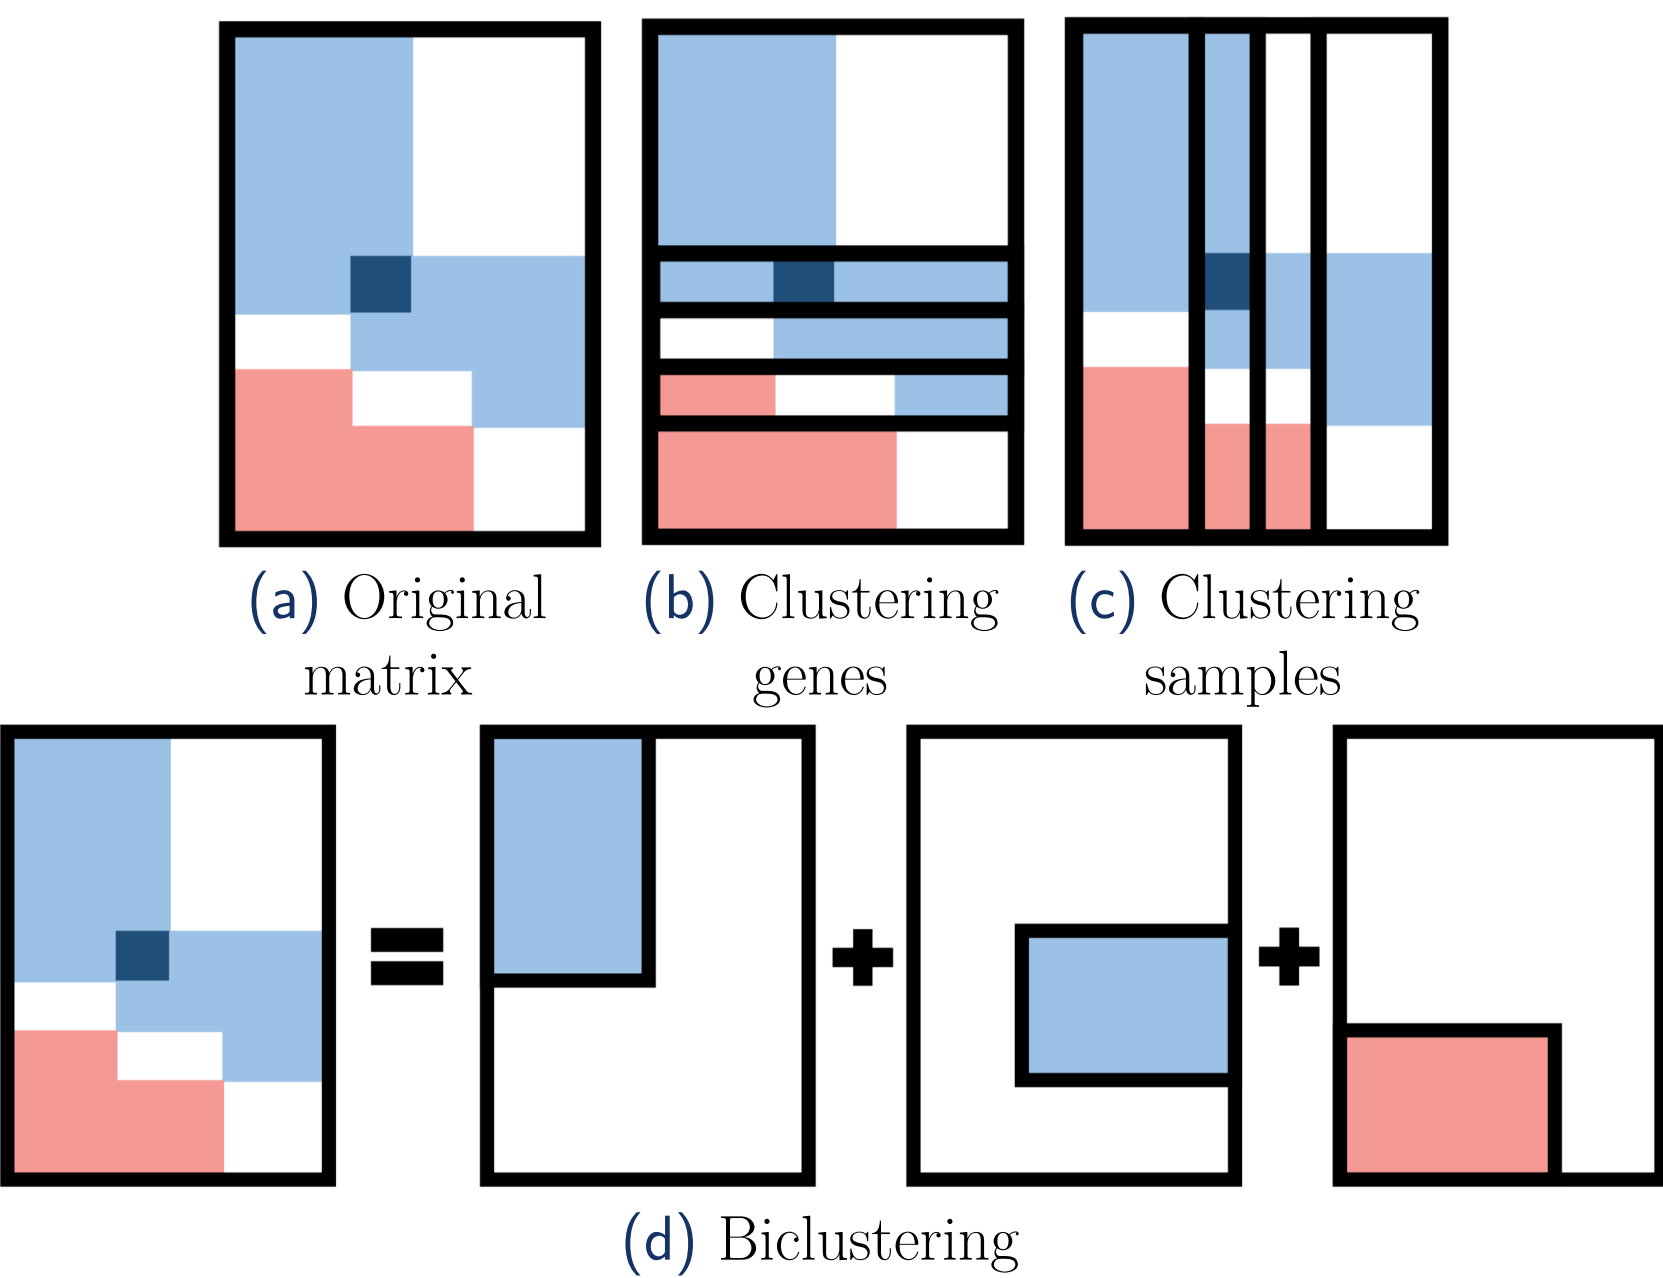 (a) Original matrix
(b) Clustering genes
(c) Clustering samples
= + +
(d) Biclustering